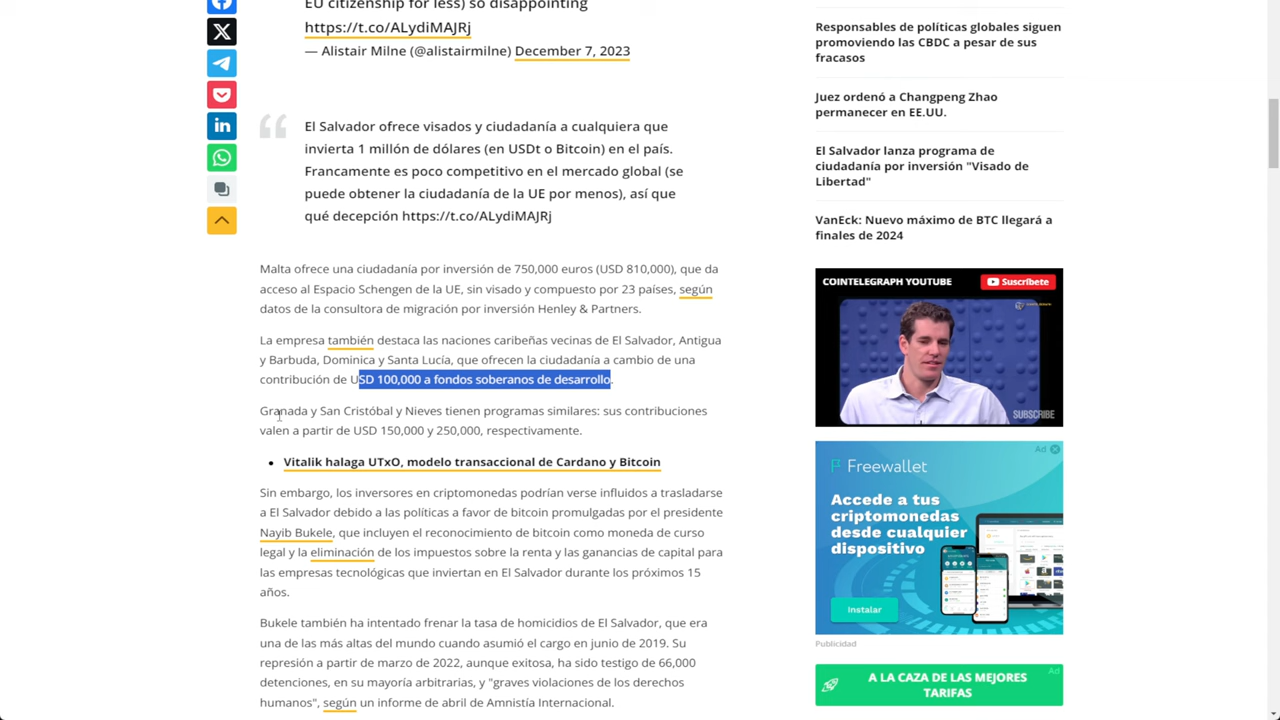 EU citizenship for less) so disappointing
https://t.co/ALydiMAJRj
— Alistair Milne (@alistairmilne) December 7, 2023
El Salvador ofrece visados y ciudadanía a cualquiera que
invierta 1 millón de dólares (en USDt o Bitcoin) en el país.
Francamente es poco competitivo en el mercado global (se
puede obtener la ciudadanía de la UE por menos), así que
qué decepción https://t.co/ALydiMAJRj
Malta ofrece una ciudadanía por inversión de 750,000 euros (USD 810,000), que da
acceso al Espacio Schengen de la UE, sin visado y compuesto por 23 países, según
datos de la consultora de migración por inversión Henley & Partners.
La empresa también destaca las naciones caribeñas vecinas de El Salvador, Antigua
y Barbuda, Dominica y Santa Lucía, que ofrecen la ciudadanía a cambio de una
contribución de USD 100,000 a fondos soberanos de desarrollo.
Granada y San Cristóbal y Nieves tienen programas similares: sus contribuciones
valen a partir de USD 150,000 y 250,000, respectivamente.
• Vitalik halaga UTxO, modelo transaccional de Cardano y Bitcoin
Sin embargo, los inversores en criptomonedas podrían verse influidos a trasladarse
a El Salvador debido a las políticas a favor de bitcoin promulgadas por el presidente
Nayib Bukele, que incluyen el reconocimiento de bitcoin como moneda de curso
legal y la eliminación de los impuestos sobre la renta y las ganancias de capital para
las empresas tecnológicas que inviertan en El Salvador durante los próximos 15
años.
Bukele también ha intentado frenar la tasa de homicidios de El Salvador, que era
una de las más altas del mundo cuando asumió el cargo en junio de 2019. Su
represión a partir de marzo de 2022, aunque exitosa, ha sido testigo de 66,000
detenciones, en su mayoría arbitrarias, y "graves violaciones de los derechos
humanos", según un informe de abril de Amnistía Internacional.
Responsables de políticas globales siguen
promoviendo las CBDC a pesar de sus
fracasos
Juez ordenó a Changpeng Zhao
permanecer en EE.UU.
El Salvador lanza programa de
ciudadanía por inversión "Visado de
Libertad"
VanEck: Nuevo máximo de BTC llegará a
finales de 2024
COINTELEGRAPH YOUTUBE
Suscríbete
SUBSCRIBE
Ad
Freewallet
Accede a tus
criptomonedas
desde cualquier
dispositivo
Instalar
Publicidad
Ad
A LA CAZA DE LAS MEJORES
TARIFAS